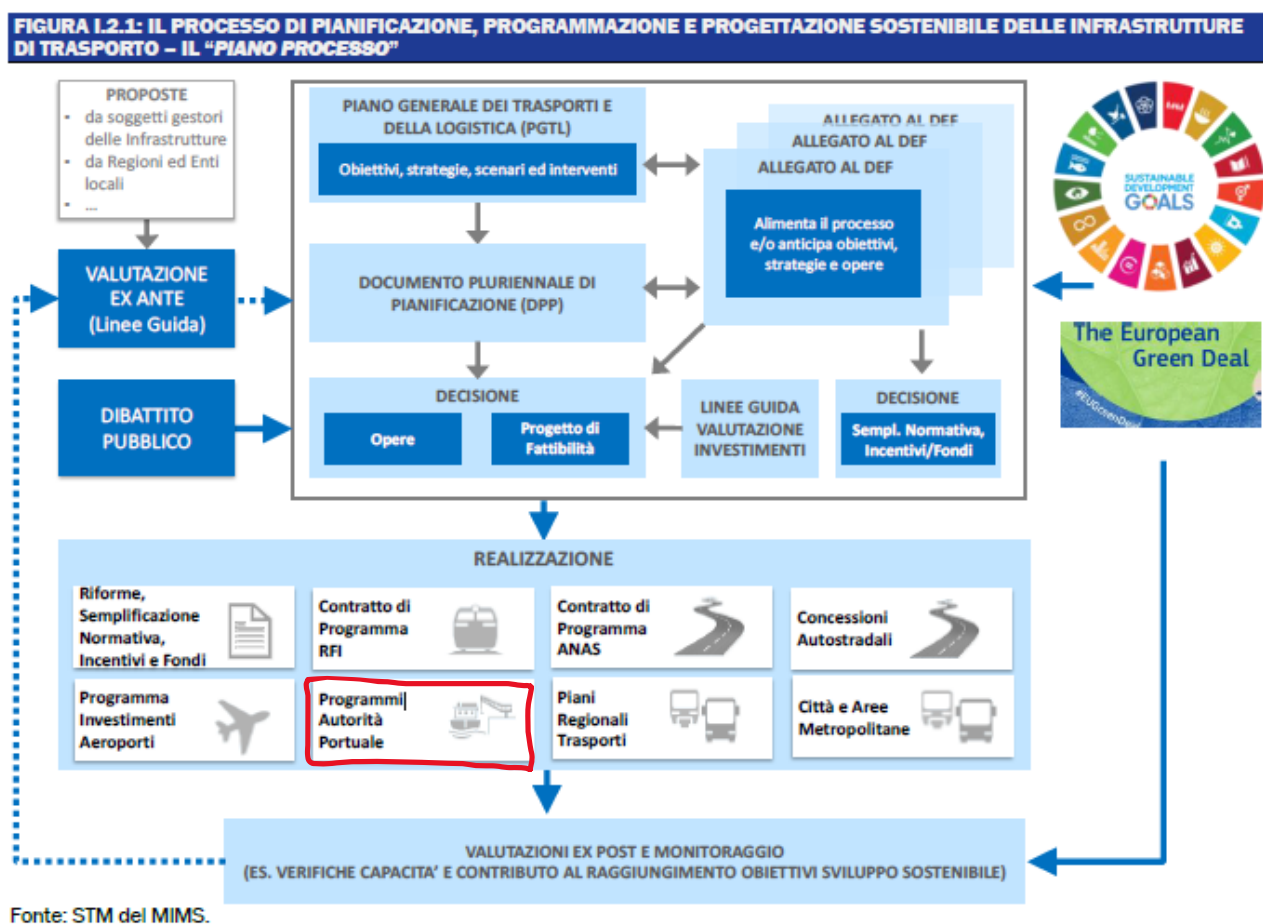 FIGURA I.2.1: IL PROCESSO DI PIANIFICAZIONE, PROGRAMMAZIONE E PROGETTAZIONE SOSTENIBILE DELLE INFRASTRUTTURE
DI TRASPORTO – IL “PIANO PROCESSO”
PROPOSTE
- da soggetti gestori
delle Infrastrutture
- da Regioni ed Enti
locali
- ...
VALUTAZIONE
EX ANTE
(Linee Guida)
DIBATTITO
PUBBLICO
PIANO GENERALE DEI TRASPORTI E
DELLA LOGISTICA (PGTL)
Obiettivi, strategie, scenari ed interventi
DOCUMENTO PLURIENNALE DI
PIANIFICAZIONE (DPP)
ALLEGATO AL DEF
ALLEGATO AL DEF
ALLEGATO AL DEF
Alimenta il processo
e/o anticipa obiettivi,
strategie e opere
DECISIONE
Opere
Progetto di
Fattibilità
LINEE GUIDA
VALUTAZIONE
INVESTIMENTI
DECISIONE
Sempl. Normativa,
Incentivi/Fondi
SUSTAINABLE
DEVELOPMENT
GOALS
The European
Green Deal
#EUGreenDeal
REALIZZAZIONE
Riforme,
Semplificazione
Normativa,
Incentivi e Fondi
Contratto di
Programma
RFI
Contratto di
Programma
ANAS
Concessioni
Autostradali
Programma
Investimenti
Aeroporti
Programmi
Autorità
Portuale
Piani
Regionali
Trasporti
Città e Aree
Metropolitane
VALUTAZIONI EX POST E MONITORAGGIO
(ES. VERIFICHE CAPACITA’ E CONTRIBUTO AL RAGGIUNGIMENTO OBIETTIVI SVILUPPO SOSTENIBILE)
Fonte: STM del MIMS.